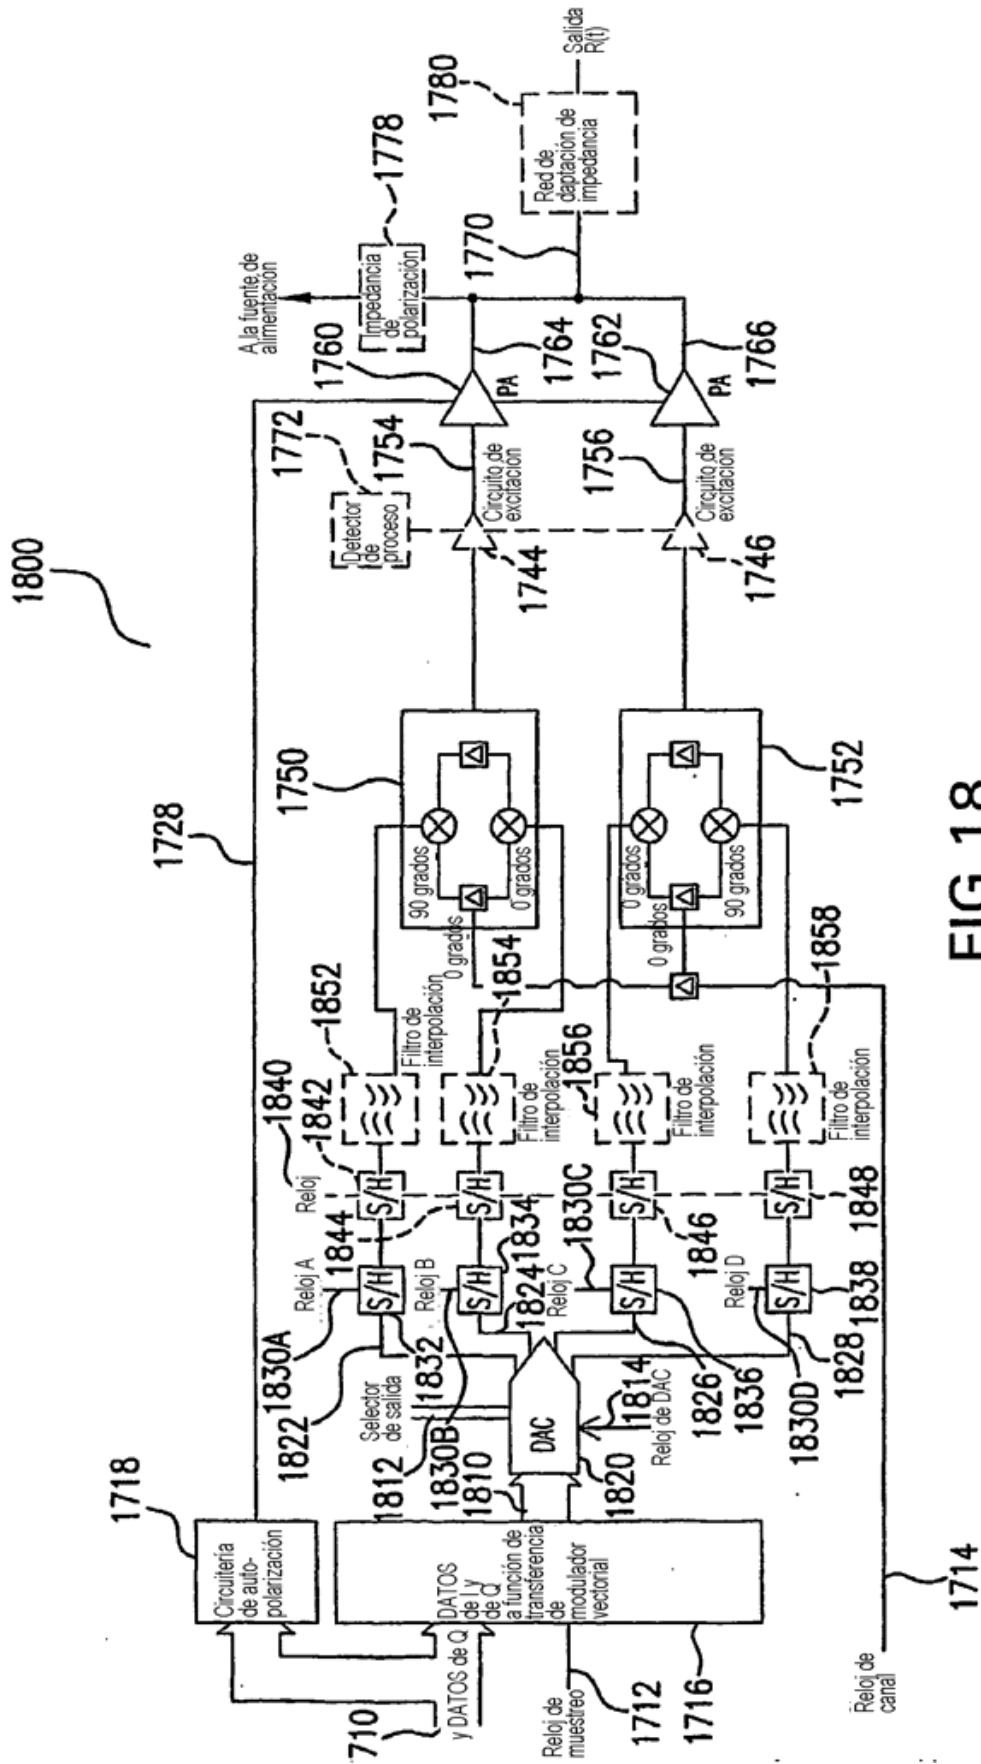 1800
1718
Circuitería
de auto-
polarización
1728
1710
y DATOS de Q
DATOS
de I y
de Q
a función de
transferencia
de
modulador
vectorial
Reloj de
muestreo
1712
1716
1714
Reloj de
canal
1810
1812
Selector
de salida
DAC
1814
Reloj de DAC
1820
1822
1824
1826
1828
1830A
Reloj A
1830B
Reloj B
1830C
Reloj C
1830D
Reloj D
S/H
1832
S/H
1834
S/H
1836
S/H
1838
Reloj
1840
S/H
1842
S/H
1844
S/H
1846
S/H
1848
1852
Filtro de
interpolación
1854
Filtro de
interpolación
1856
Filtro de
interpolación
1858
Filtro de
interpolación
1750
90 grados
0 grados
0 grados
1752
0 grados
0 grados
90 grados
1772
Detector
de
proceso
1744
Circuito de
excitación
1754
1746
Circuito de
excitación
1756
1760
PA
1764
1762
PA
1766
A la fuente de
alimentación
Impedancia
de
polarización
1778
1770
1780
Red de
daptación de
impedancia
Salida
R(t)
FIG.18